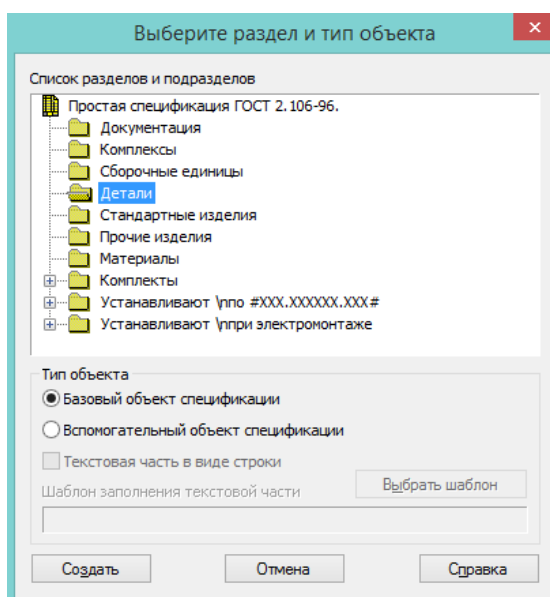 Выберите раздел и тип объекта
Список разделов и подразделов
Простая спецификация ГОСТ 2.106-96.
Документация
Комплексы
Сборочные единицы
Детали
Стандартные изделия
Прочие изделия
Материалы
Комплекты
Устанавливают \nпо #XXX.XXXXXX.XXX#
Устанавливают \nпри электромонтаже
Тип объекта
Базовый объект спецификации
Вспомогательный объект спецификации
Текстовая часть в виде строки
Шаблон заполнения текстовой части
Выбрать шаблон
Создать Отмена Справка